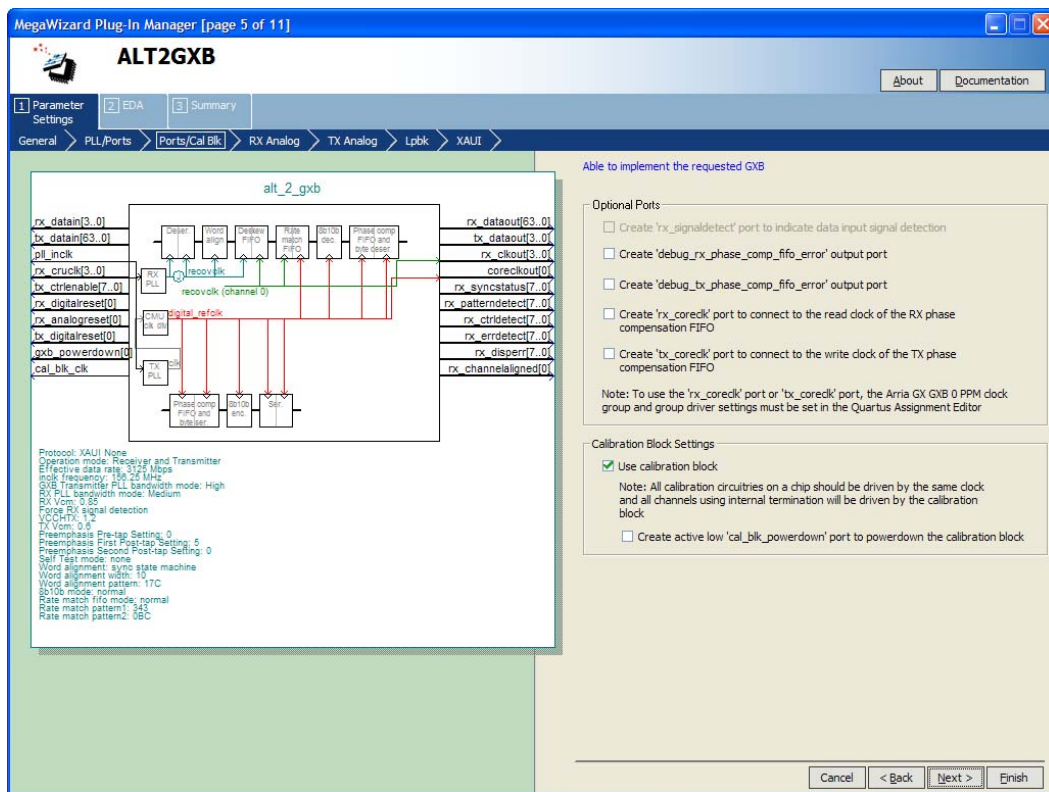 MegaWizard Plug-In Manager [page 5 of 11]
ALT2GXB
About
Documentation
1 Parameter
Settings
2 EDA
3 Summary
General
PLL/Ports
Ports/Cal Blk
RX Analog
TX Analog
Lpbk
XAUI
alt_2_gxb
rx_datain[3..0]
tx_datain[63..0]
pll_inclk
rx_cruclk[3..0]
tx_ctrlenable[7..0]
rx_digitalreset[0]
rx_analogreset[0]
tx_digitalreset[0]
gxb_powerdown[0]
cal_blk_clk
Deser.
Word
align
Deskew
FIFO
Rate
match
FIFO
8b10b
dec.
Phase comp
FIFO and
byte deser.
RX
PLL
recovclk
recovclk (channel 0)
CMU
clk div
digital_refclk
TX
PLL
clk
Phase comp
FIFO and
byte ser.
8b10b
enc.
Ser.
rx_dataout[63..0]
tx_dataout[3..0]
rx_clkout[3..0]
coreclkout[0]
rx_syncstatus[7..0]
rx_patterndetect[7..0]
rx_ctrldetect[7..0]
rx_errdetect[7..0]
rx_disperr[7..0]
rx_channelaligned[0]
Protocol: XAUI None
Operation mode: Receiver and Transmitter
Effective data rate: 3125 Mbps
inclk frequency: 156.25 MHz
GXB Transmitter PLL bandwidth mode: High
RX PLL bandwidth mode: Medium
RX Vcm: 0.85
Force RX signal detection
VCCHTX: 1.2
TX Vcm: 0.6
Preemphasis Pre-tap Setting: 0
Preemphasis First Post-tap Setting: 5
Preemphasis Second Post-tap Setting: 0
Self Test mode: none
Word alignment: sync state machine
Word alignment width: 10
Word alignment pattern: 17C
8b10b mode: normal
Rate match fifo mode: normal
Rate match pattern1: 343
Rate match pattern2: 0BC
Able to implement the requested GXB
Optional Ports
Create 'rx_signaldetect' port to indicate data input signal detection
Create 'debug_rx_phase_comp_fifo_error' output port
Create 'debug_tx_phase_comp_fifo_error' output port
Create 'rx_coreclk' port to connect to the read clock of the RX phase
compensation FIFO
Create 'tx_coreclk' port to connect to the write clock of the TX phase
compensation FIFO
Note: To use the 'rx_coreclk' port or 'tx_coreclk' port, the Arria GX GXB 0 PPM clock
group and group driver settings must be set in the Quartus Assignment Editor
Calibration Block Settings
Use calibration block
Note: All calibration circuitries on a chip should be driven by the same clock
and all channels using internal termination will be driven by the calibration
block
Create active low 'cal_blk_powerdown' port to powerdown the calibration block
Cancel
< Back
Next >
Finish